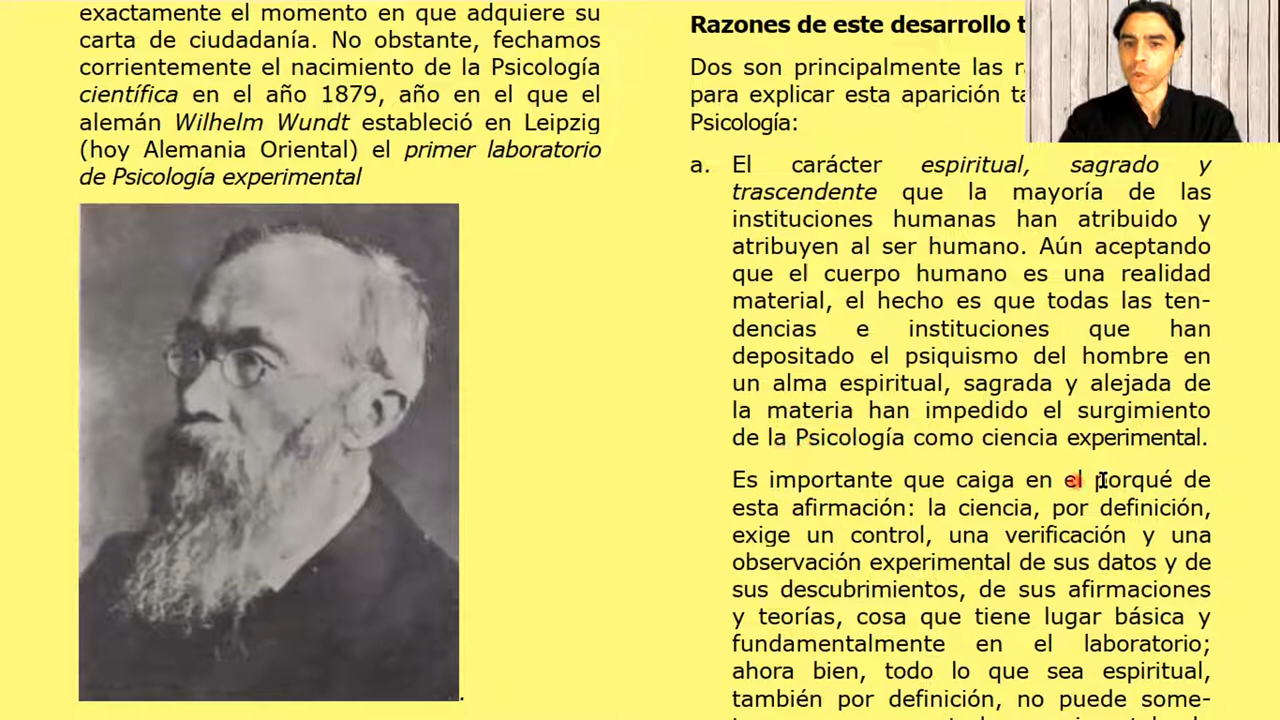 exactamente el momento en que adquiere su
carta de ciudadanía. No obstante, fechamos
corrientemente el nacimiento de la Psicología
científica en el año 1879, año en el que el
alemán Wilhelm Wundt estableció en Leipzig
(hoy Alemania Oriental) el primer laboratorio
de Psicología experimental
.
Razones de este desarrollo
Dos son principalmente las
para explicar esta aparición
Psicología:
a. El carácter espiritual, sagrado y
trascendente que la mayoría de las
instituciones humanas han atribuido y
atribuyen al ser humano. Aún aceptando
que el cuerpo humano es una realidad
material, el hecho es que todas las ten-
dencias e instituciones que han
depositado el psiquismo del hombre en
un alma espiritual, sagrada y alejada de
la materia han impedido el surgimiento
de la Psicología como ciencia experimental.
Es importante que caiga en el porqué de
esta afirmación: la ciencia, por definición,
exige un control, una verificación y una
observación experimental de sus datos y de
sus descubrimientos, de sus afirmaciones
y teorías, cosa que tiene lugar básica y
fundamentalmente en el laboratorio;
ahora bien, todo lo que sea espiritual,
también por definición, no puede some-